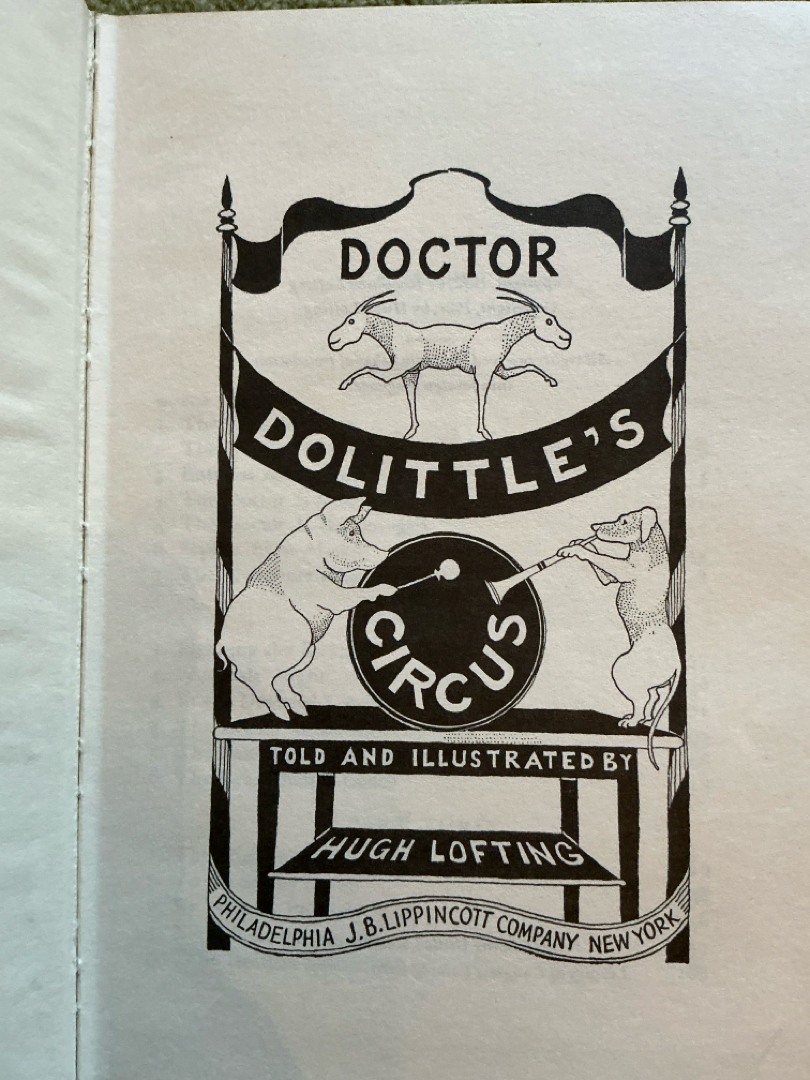 DOCTOR
DOLITTLE'S
CIRCUS
TOLD AND ILLUSTRATED BY
HUGH LOFTING
PHILADELPHIA J.B. LIPPINCOTT COMPANY NEW YORK